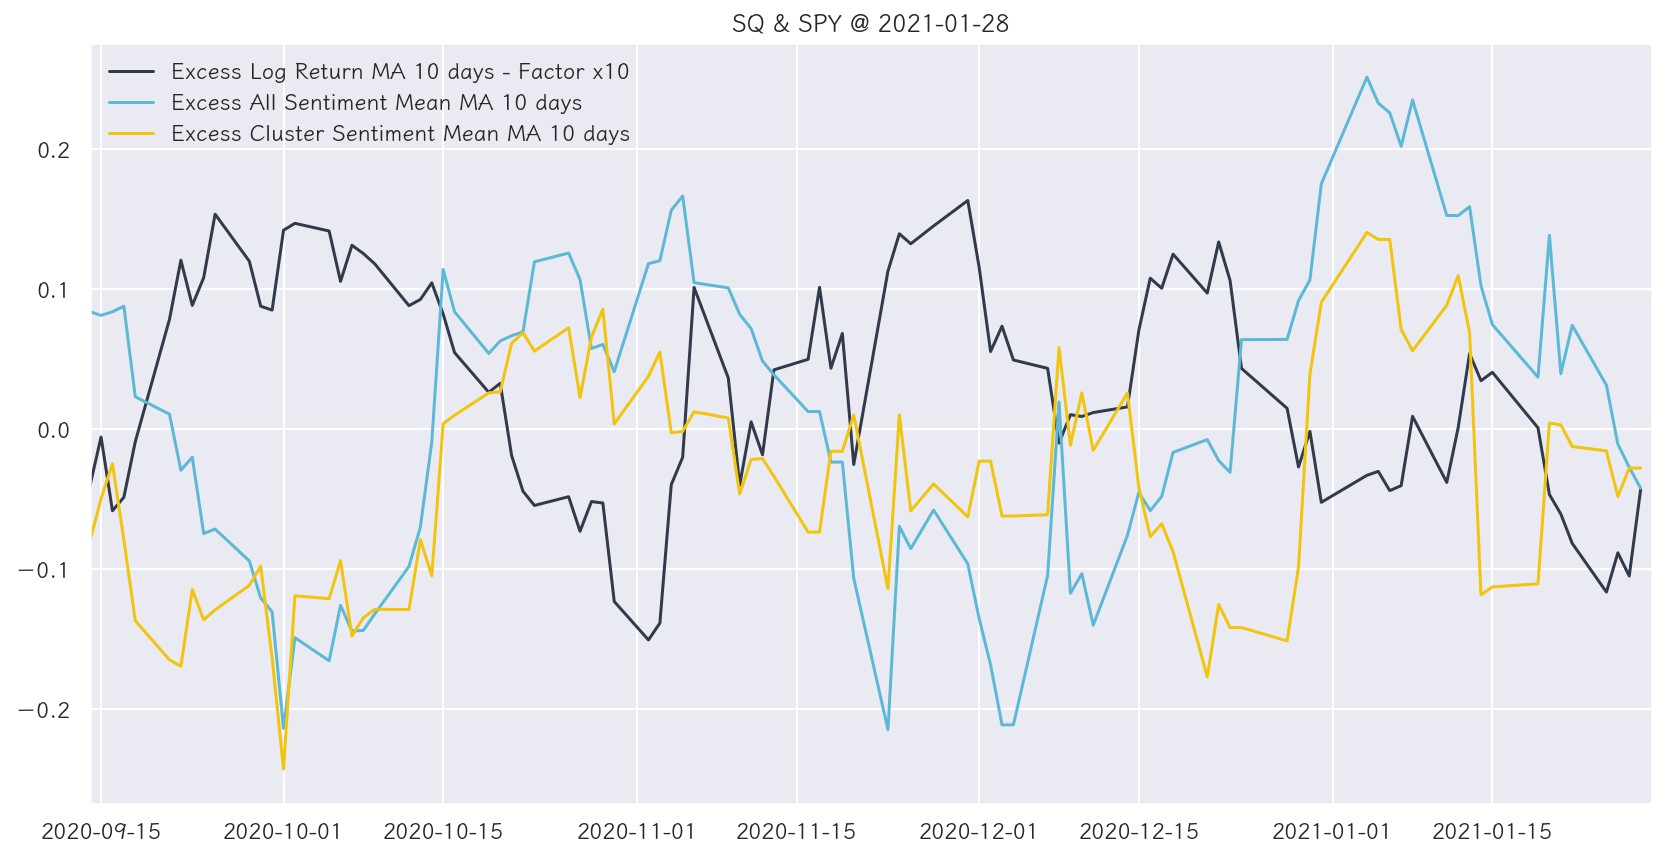 SQ & SPY @ 2021-01-28
Excess Log Return MA 10 days - Factor x10
Excess All Sentiment Mean MA 10 days
Excess Cluster Sentiment Mean MA 10 days
0.2
0.1
0.0
−0.1
−0.2
2020-09-15 2020-10-01 2020-10-15 2020-11-01 2020-11-15 2020-12-01 2020-12-15 2021-01-01 2021-01-15